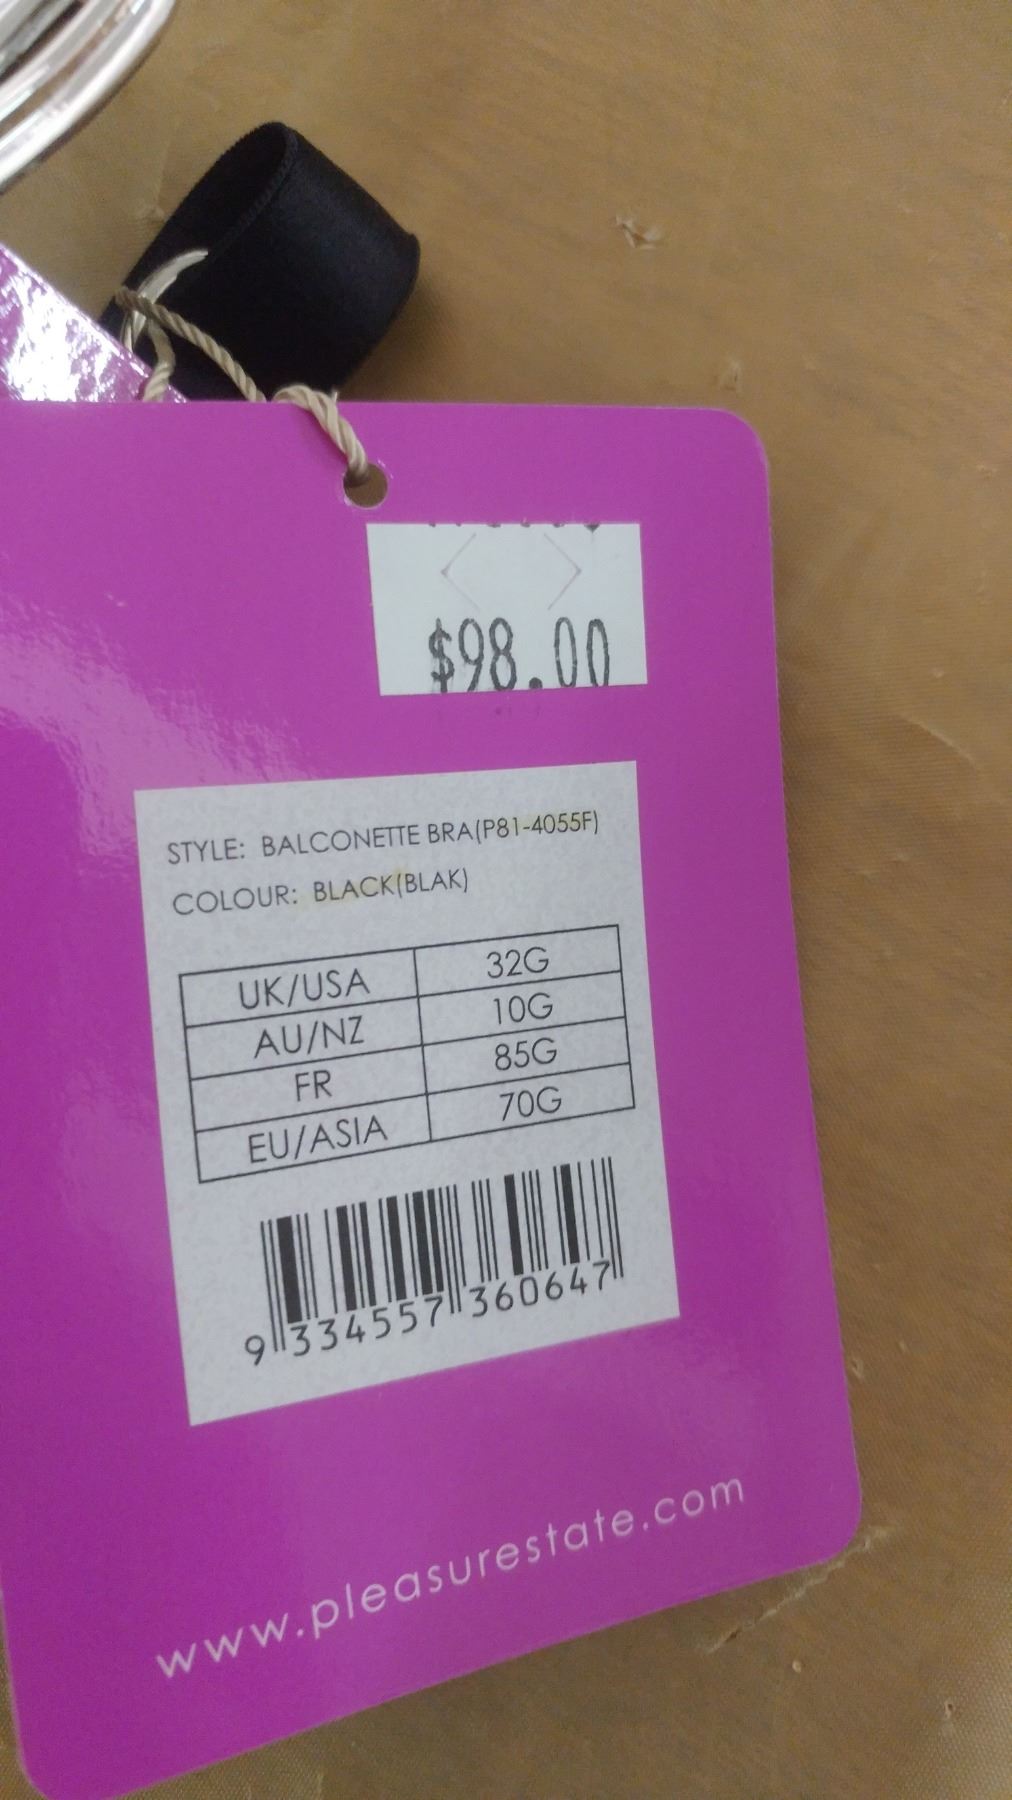 $98.00
STYLE: BALCONETTE BRA(P81-4055F)
COLOUR: BLACK(BLAK)
UK/USA 32G
AU/NZ 10G
FR 85G
EU/ASIA 70G
9 334557 360647
www.pleasurestate.com